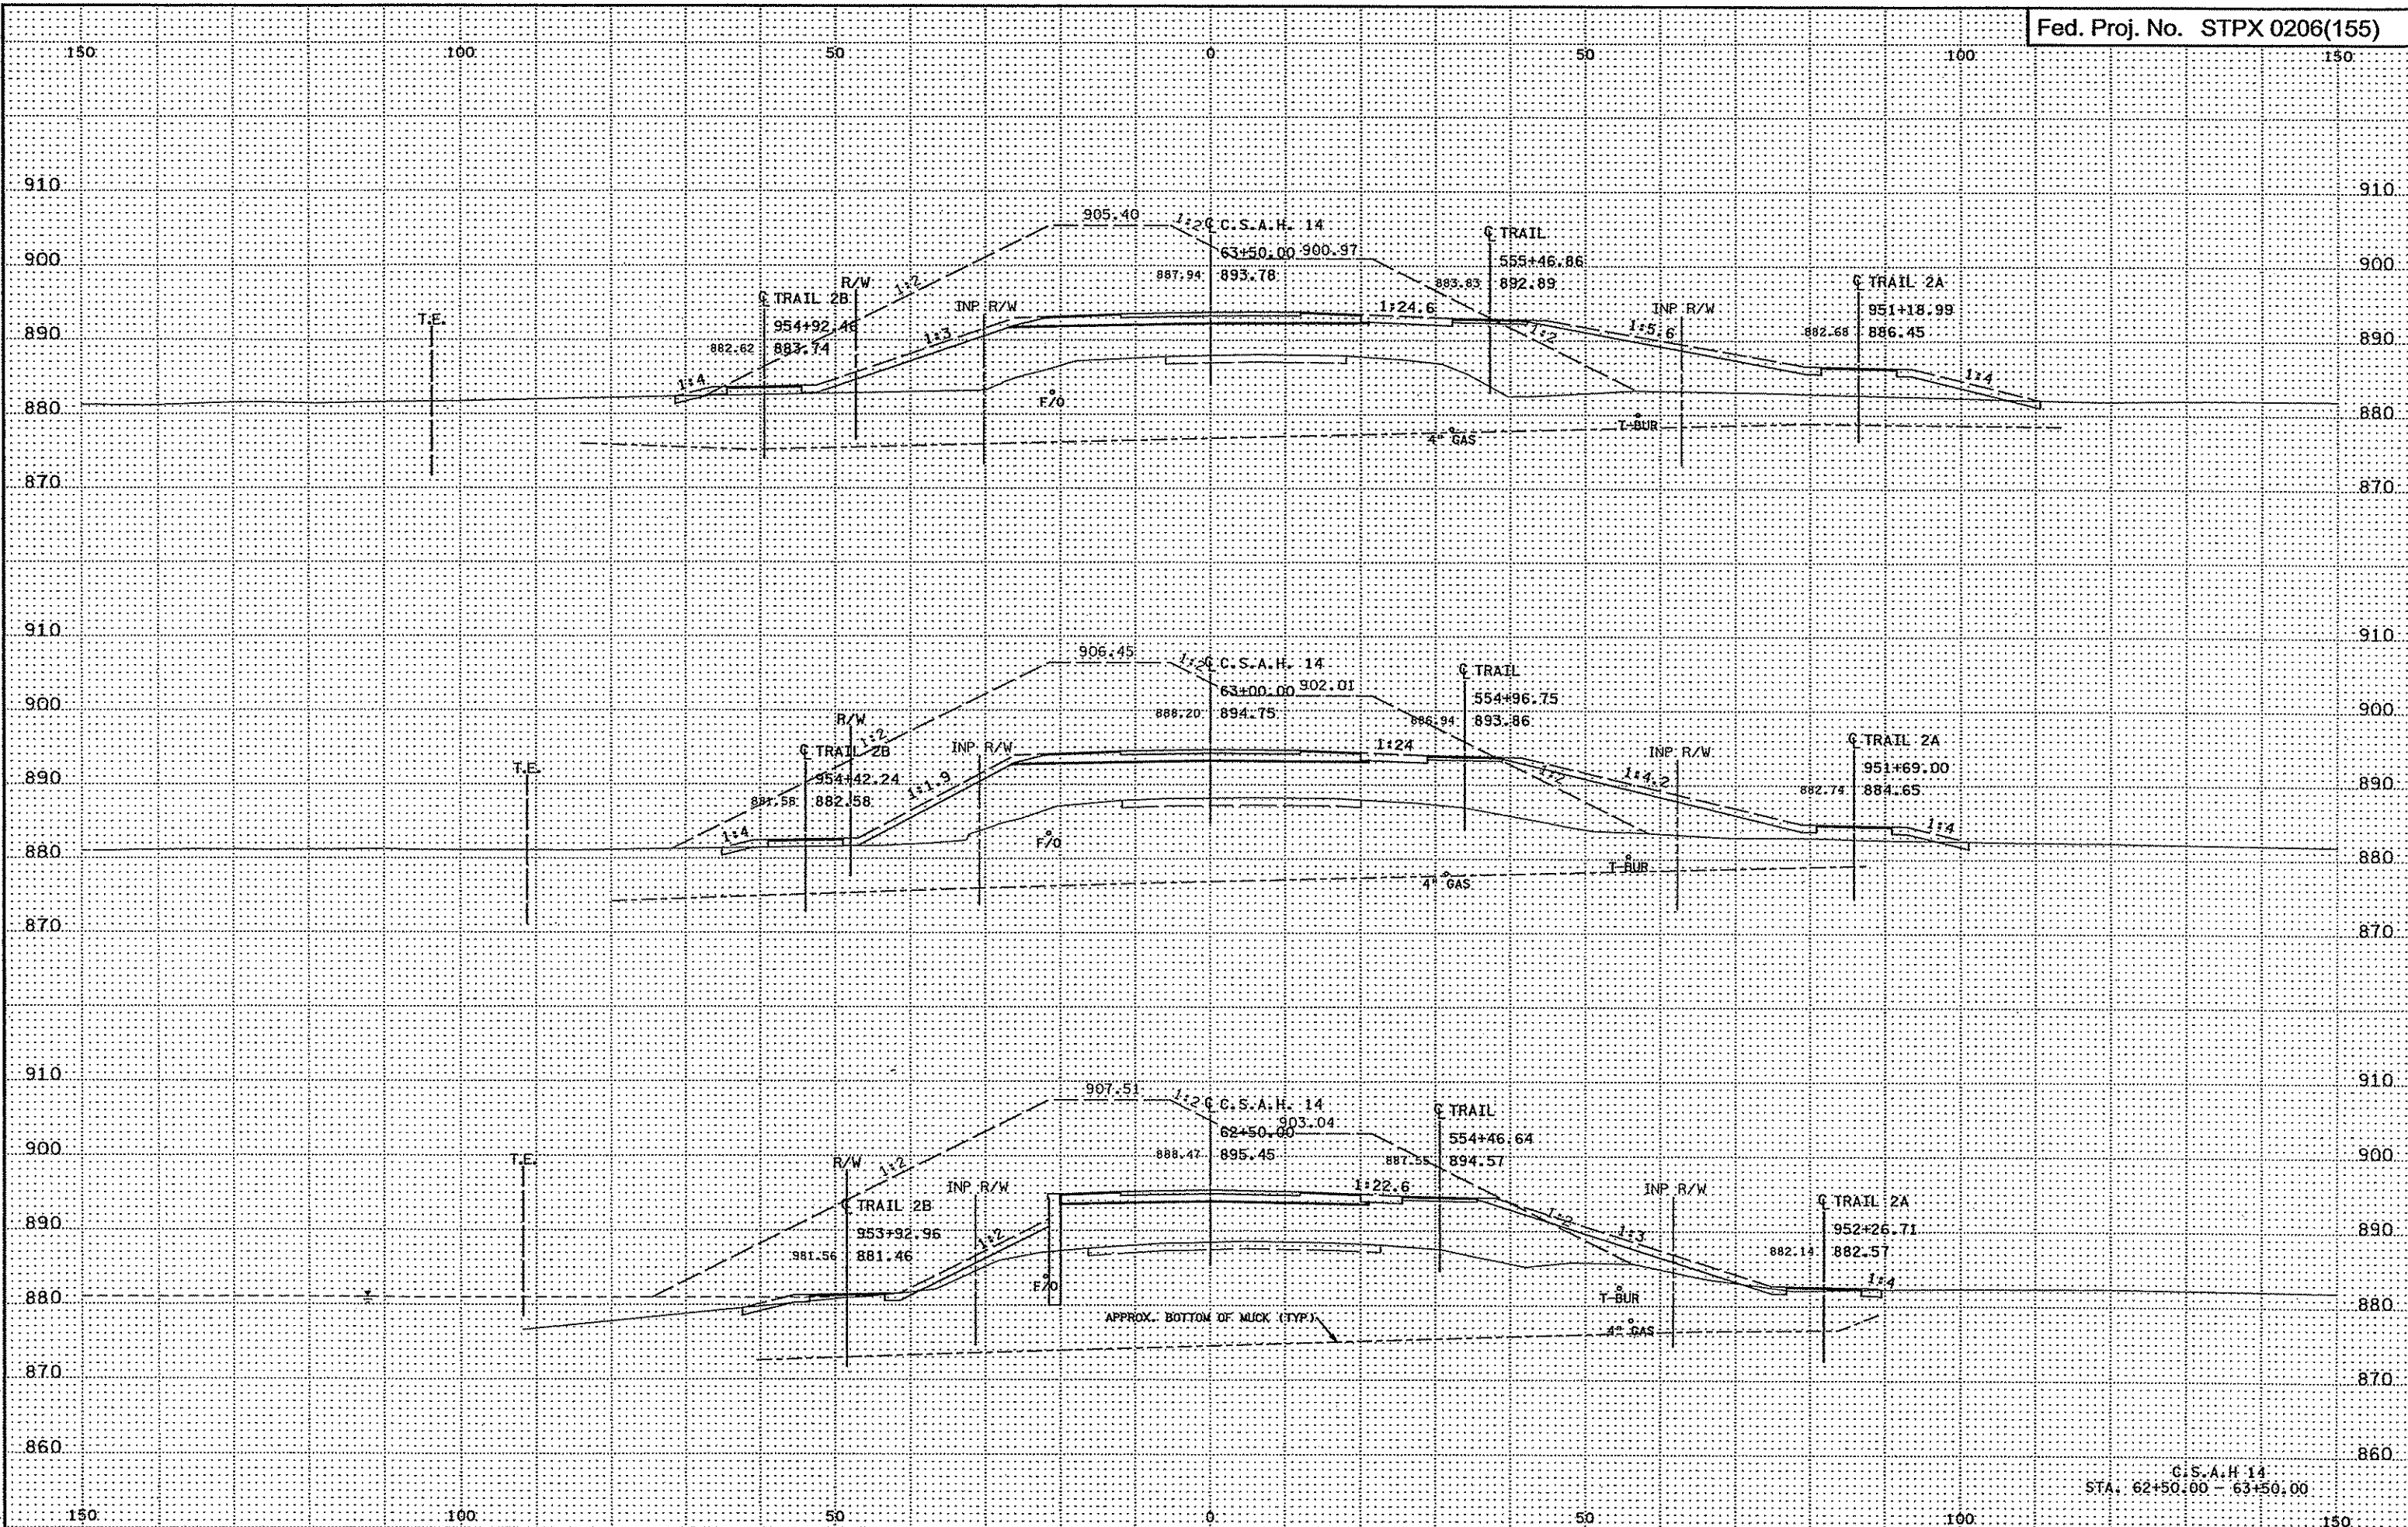 Fed. Proj. No. STPX 0206(155)
150 100 50 0 50 100 150
910 910
905.40 1:2 ℄ C.S.A.H. 14 ℄ TRAIL
63+50.00 900.97 555+46.86
900 900
887.94 893.78 883.83 892.89
℄ TRAIL 2B R/W 1:2 ℄ TRAIL 2A
T.E. 954+92.46 INP R/W 1:24.6 INP R/W 951+18.99
890 890
882.62 883.74 1:3 1:2 1:5.6 882.68 886.45
1:4 1:4
F/O
880 880
4" GAS T-BUR
870 870
910 910
906.45 1:2 ℄ C.S.A.H. 14 ℄ TRAIL
63+00.00 902.01 554+96.75
900 900
888.20 894.75 886.94 893.86
R/W 1:2
℄ TRAIL 2B INP R/W 1:24 INP R/W ℄ TRAIL 2A
T.E. 954+42.24 951+69.00
890 890
881.58 882.58 1:1.9 1:2 1:4.2 882.74 884.65
1:4 1:4
F/O
880 880
4" GAS T-BUR
870 870
910 910
907.51 1:2 ℄ C.S.A.H. 14 ℄ TRAIL
62+50.00 903.04 554+46.64
900 900
T.E. R/W 1:2 888.47 895.45 887.55 894.57
INP R/W 1:22.6 INP R/W
℄ TRAIL 2B ℄ TRAIL 2A
890 953+92.96 952+26.71 890
981.56 881.46 1:2 1:2 1:3 882.14 882.57
F/O 1:4
880 880
T-BUR
APPROX. BOTTOM OF MUCK (TYP) 4" GAS
870 870
860 860
C.S.A.H 14
STA. 62+50.00 - 63+50.00
150 100 50 0 50 100 150